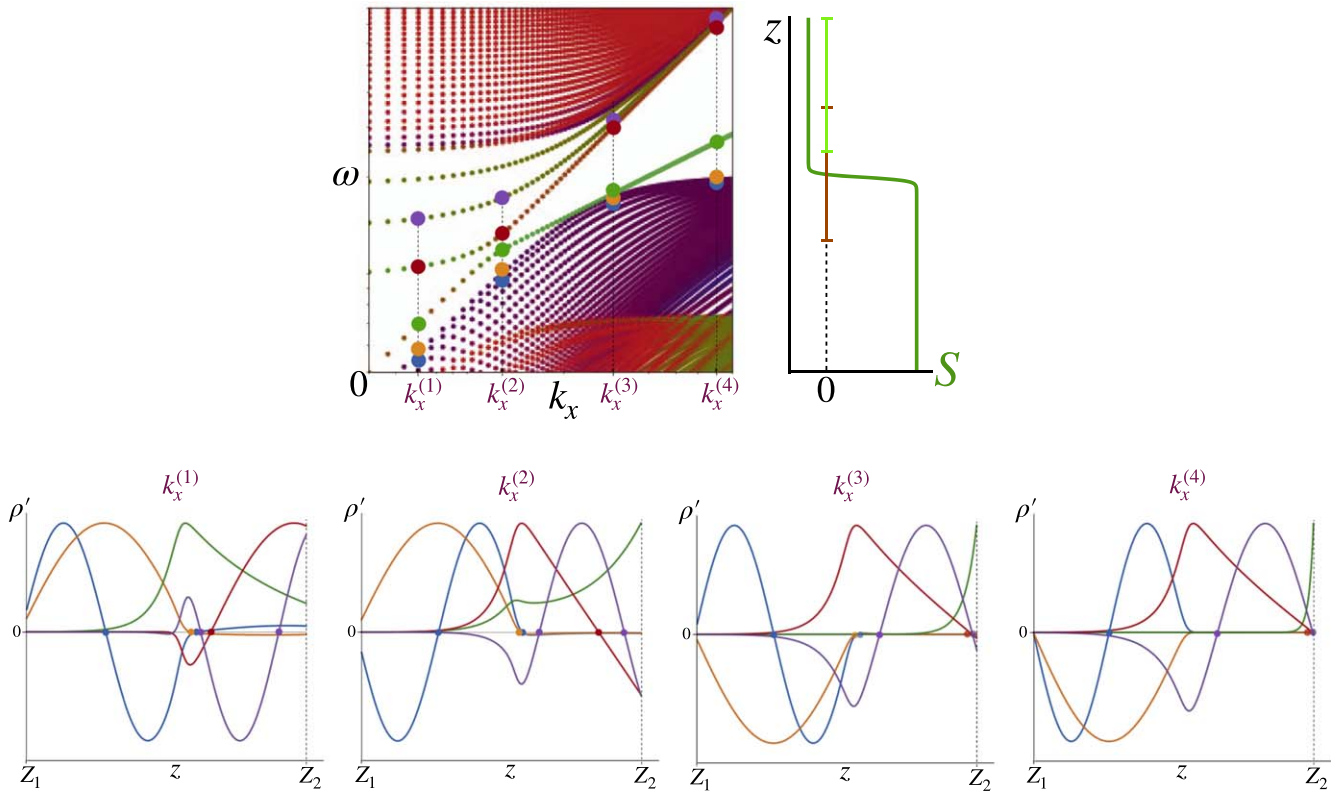 z
ω
0
k_x^{(1)} k_x^{(2)} k_x k_x^{(3)} k_x^{(4)}
0
S
k_x^{(1)} k_x^{(2)} k_x^{(3)} k_x^{(4)}
ρ′ ρ′ ρ′ ρ′
0 0 0 0
Z_1 z Z_2 Z_1 z Z_2 Z_1 z Z_2 Z_1 z Z_2